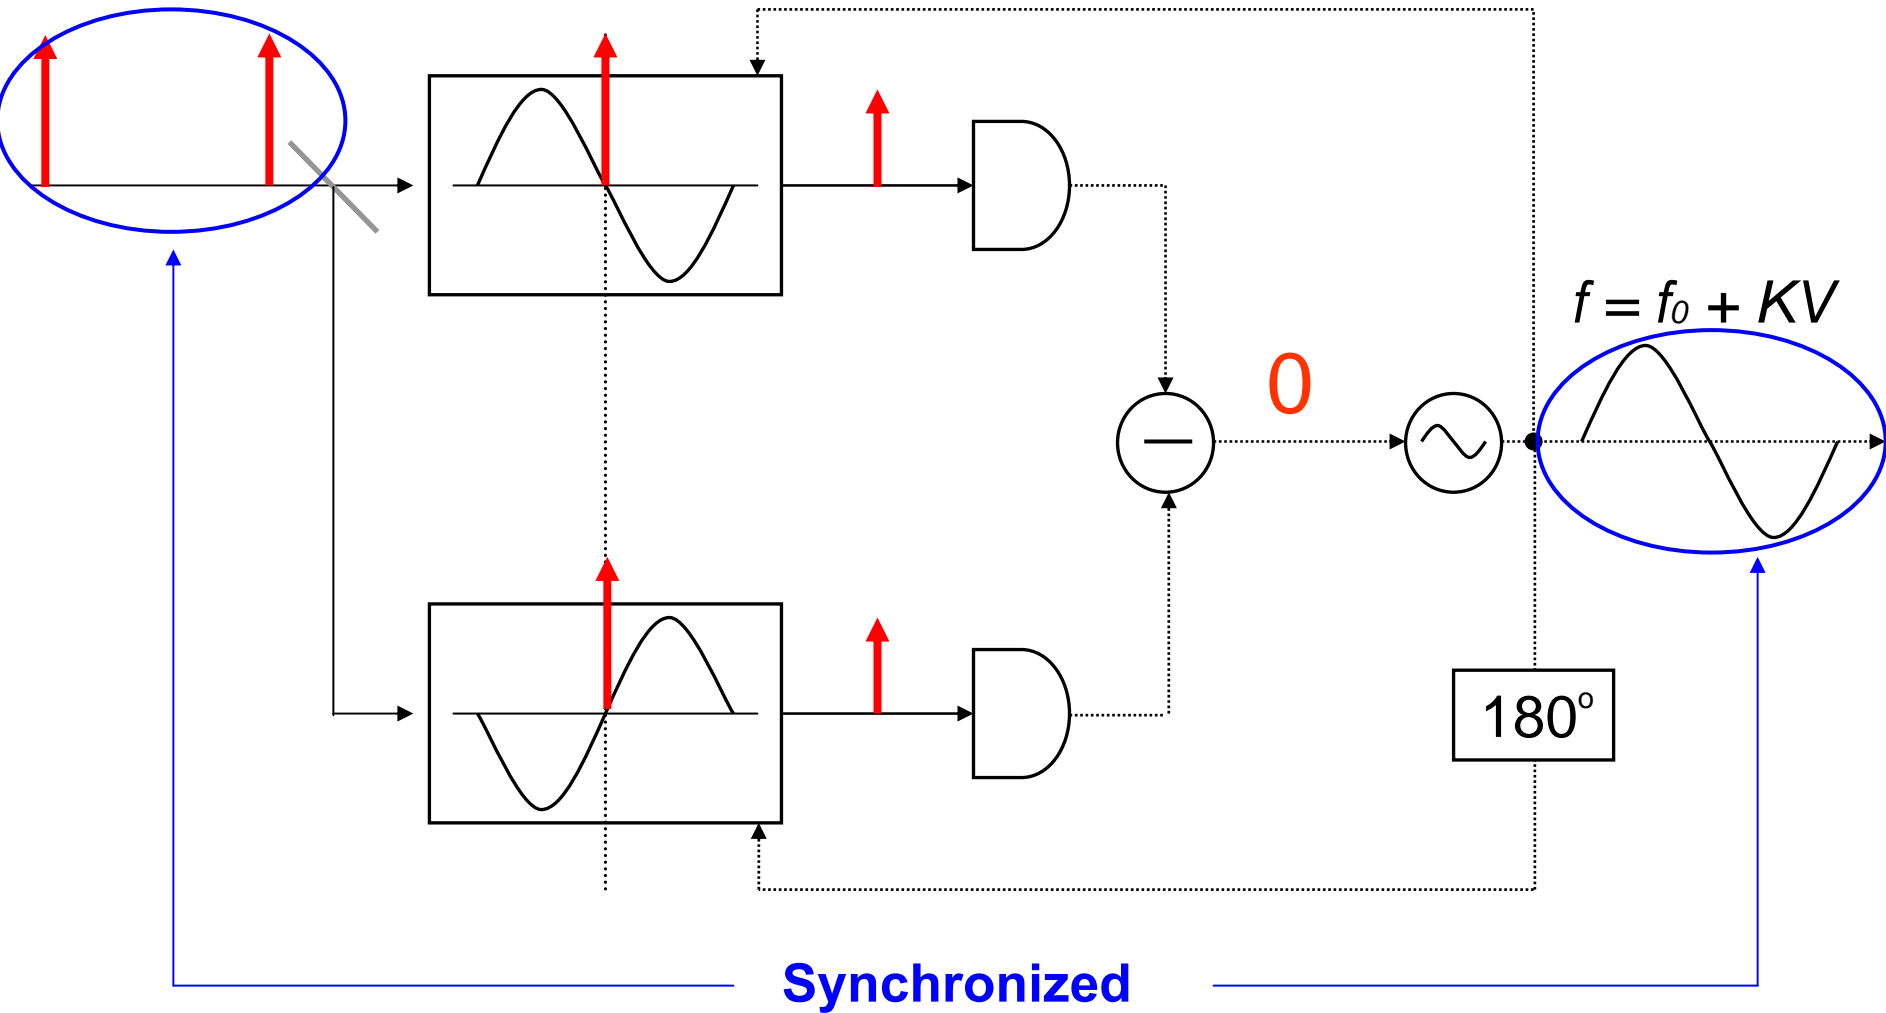 f = f₀ + KV
0
−
180°
Synchronized